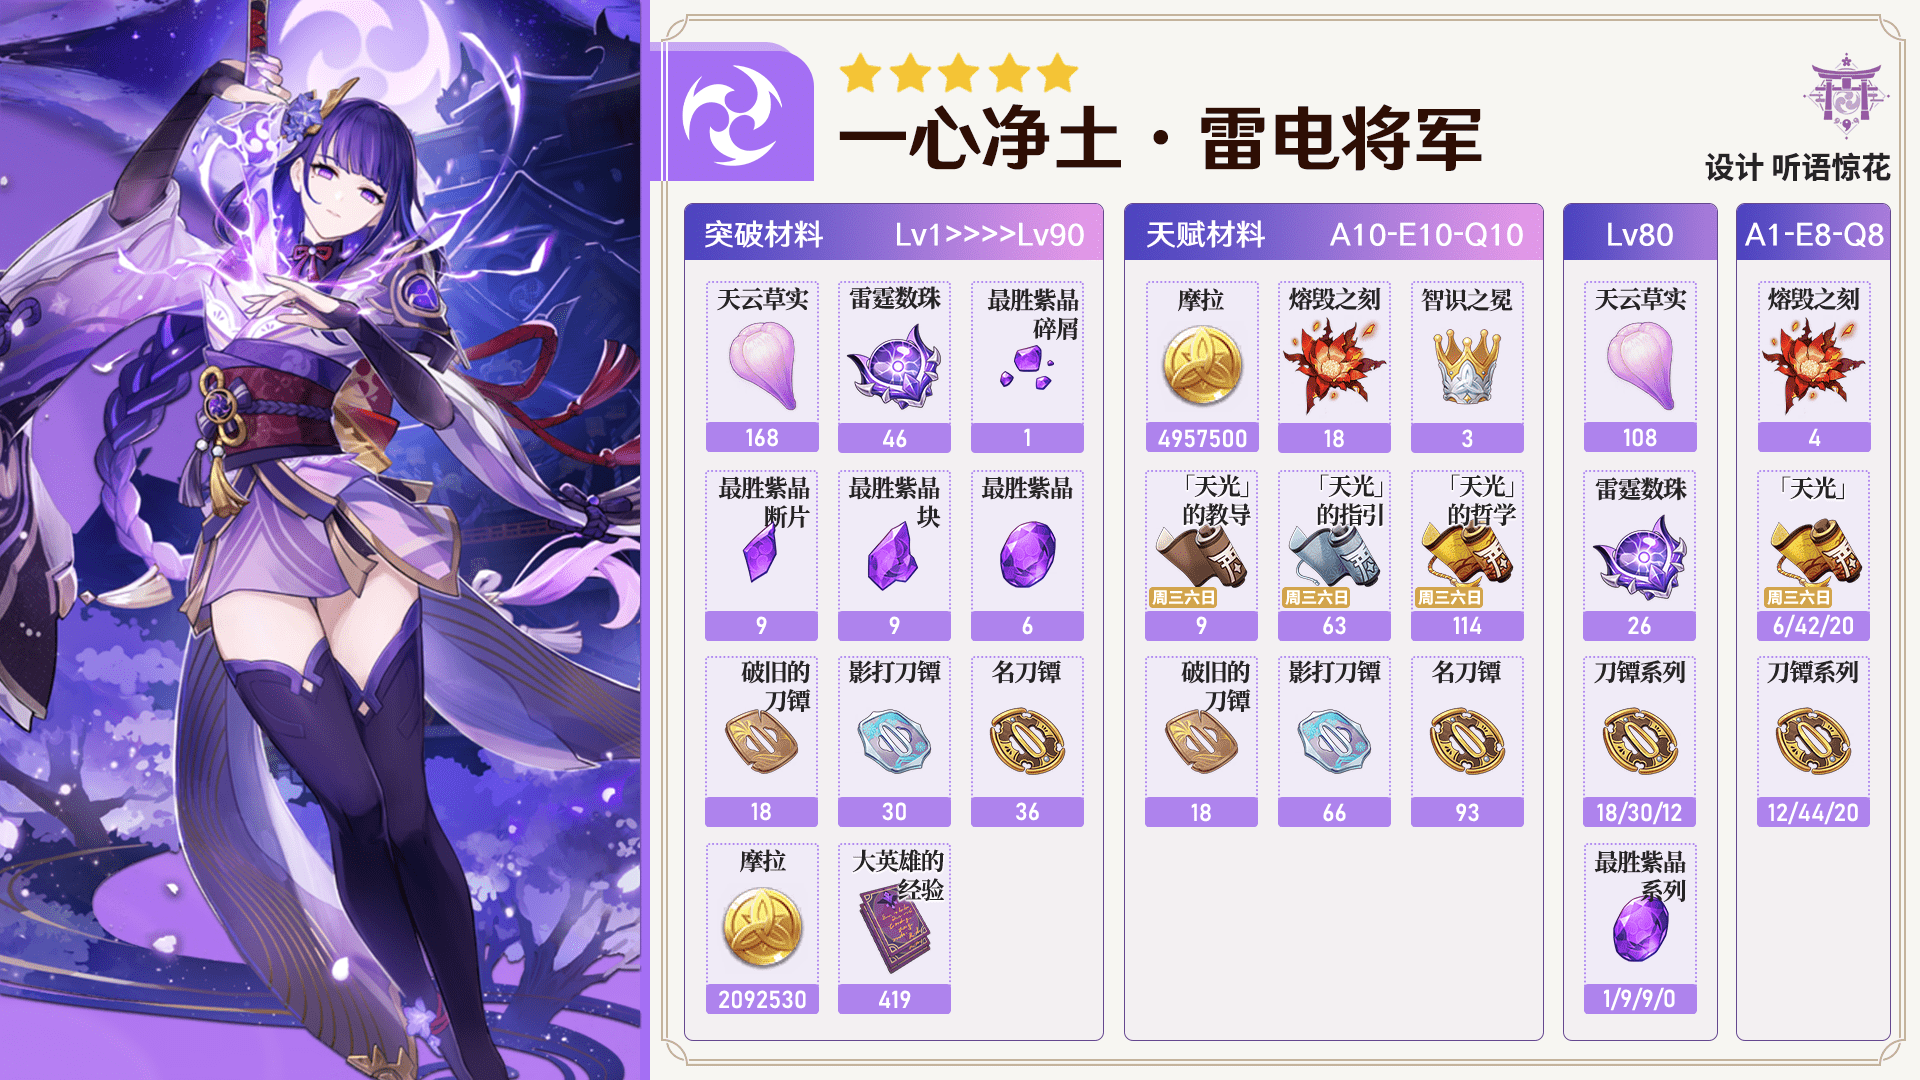 一心净土·雷电将军
设计 听语惊花
突破材料 Lv1>>>>Lv90
天云草实
168
雷霆数珠
46
最胜紫晶
碎屑
1
最胜紫晶
断片
9
最胜紫晶
块
9
最胜紫晶
6
破旧的
刀镡
18
影打刀镡
30
名刀镡
36
摩拉
2092530
大英雄的
经验
419
天赋材料 A10-E10-Q10
摩拉
4957500
熔毁之刻
18
智识之冕
3
「天光」
的教导
周三六日
9
「天光」
的指引
周三六日
63
「天光」
的哲学
周三六日
114
破旧的
刀镡
18
影打刀镡
66
名刀镡
93
Lv80
天云草实
108
雷霆数珠
26
刀镡系列
18/30/12
最胜紫晶
系列
1/9/9/0
A1-E8-Q8
熔毁之刻
4
「天光」
周三六日
6/42/20
刀镡系列
12/44/20